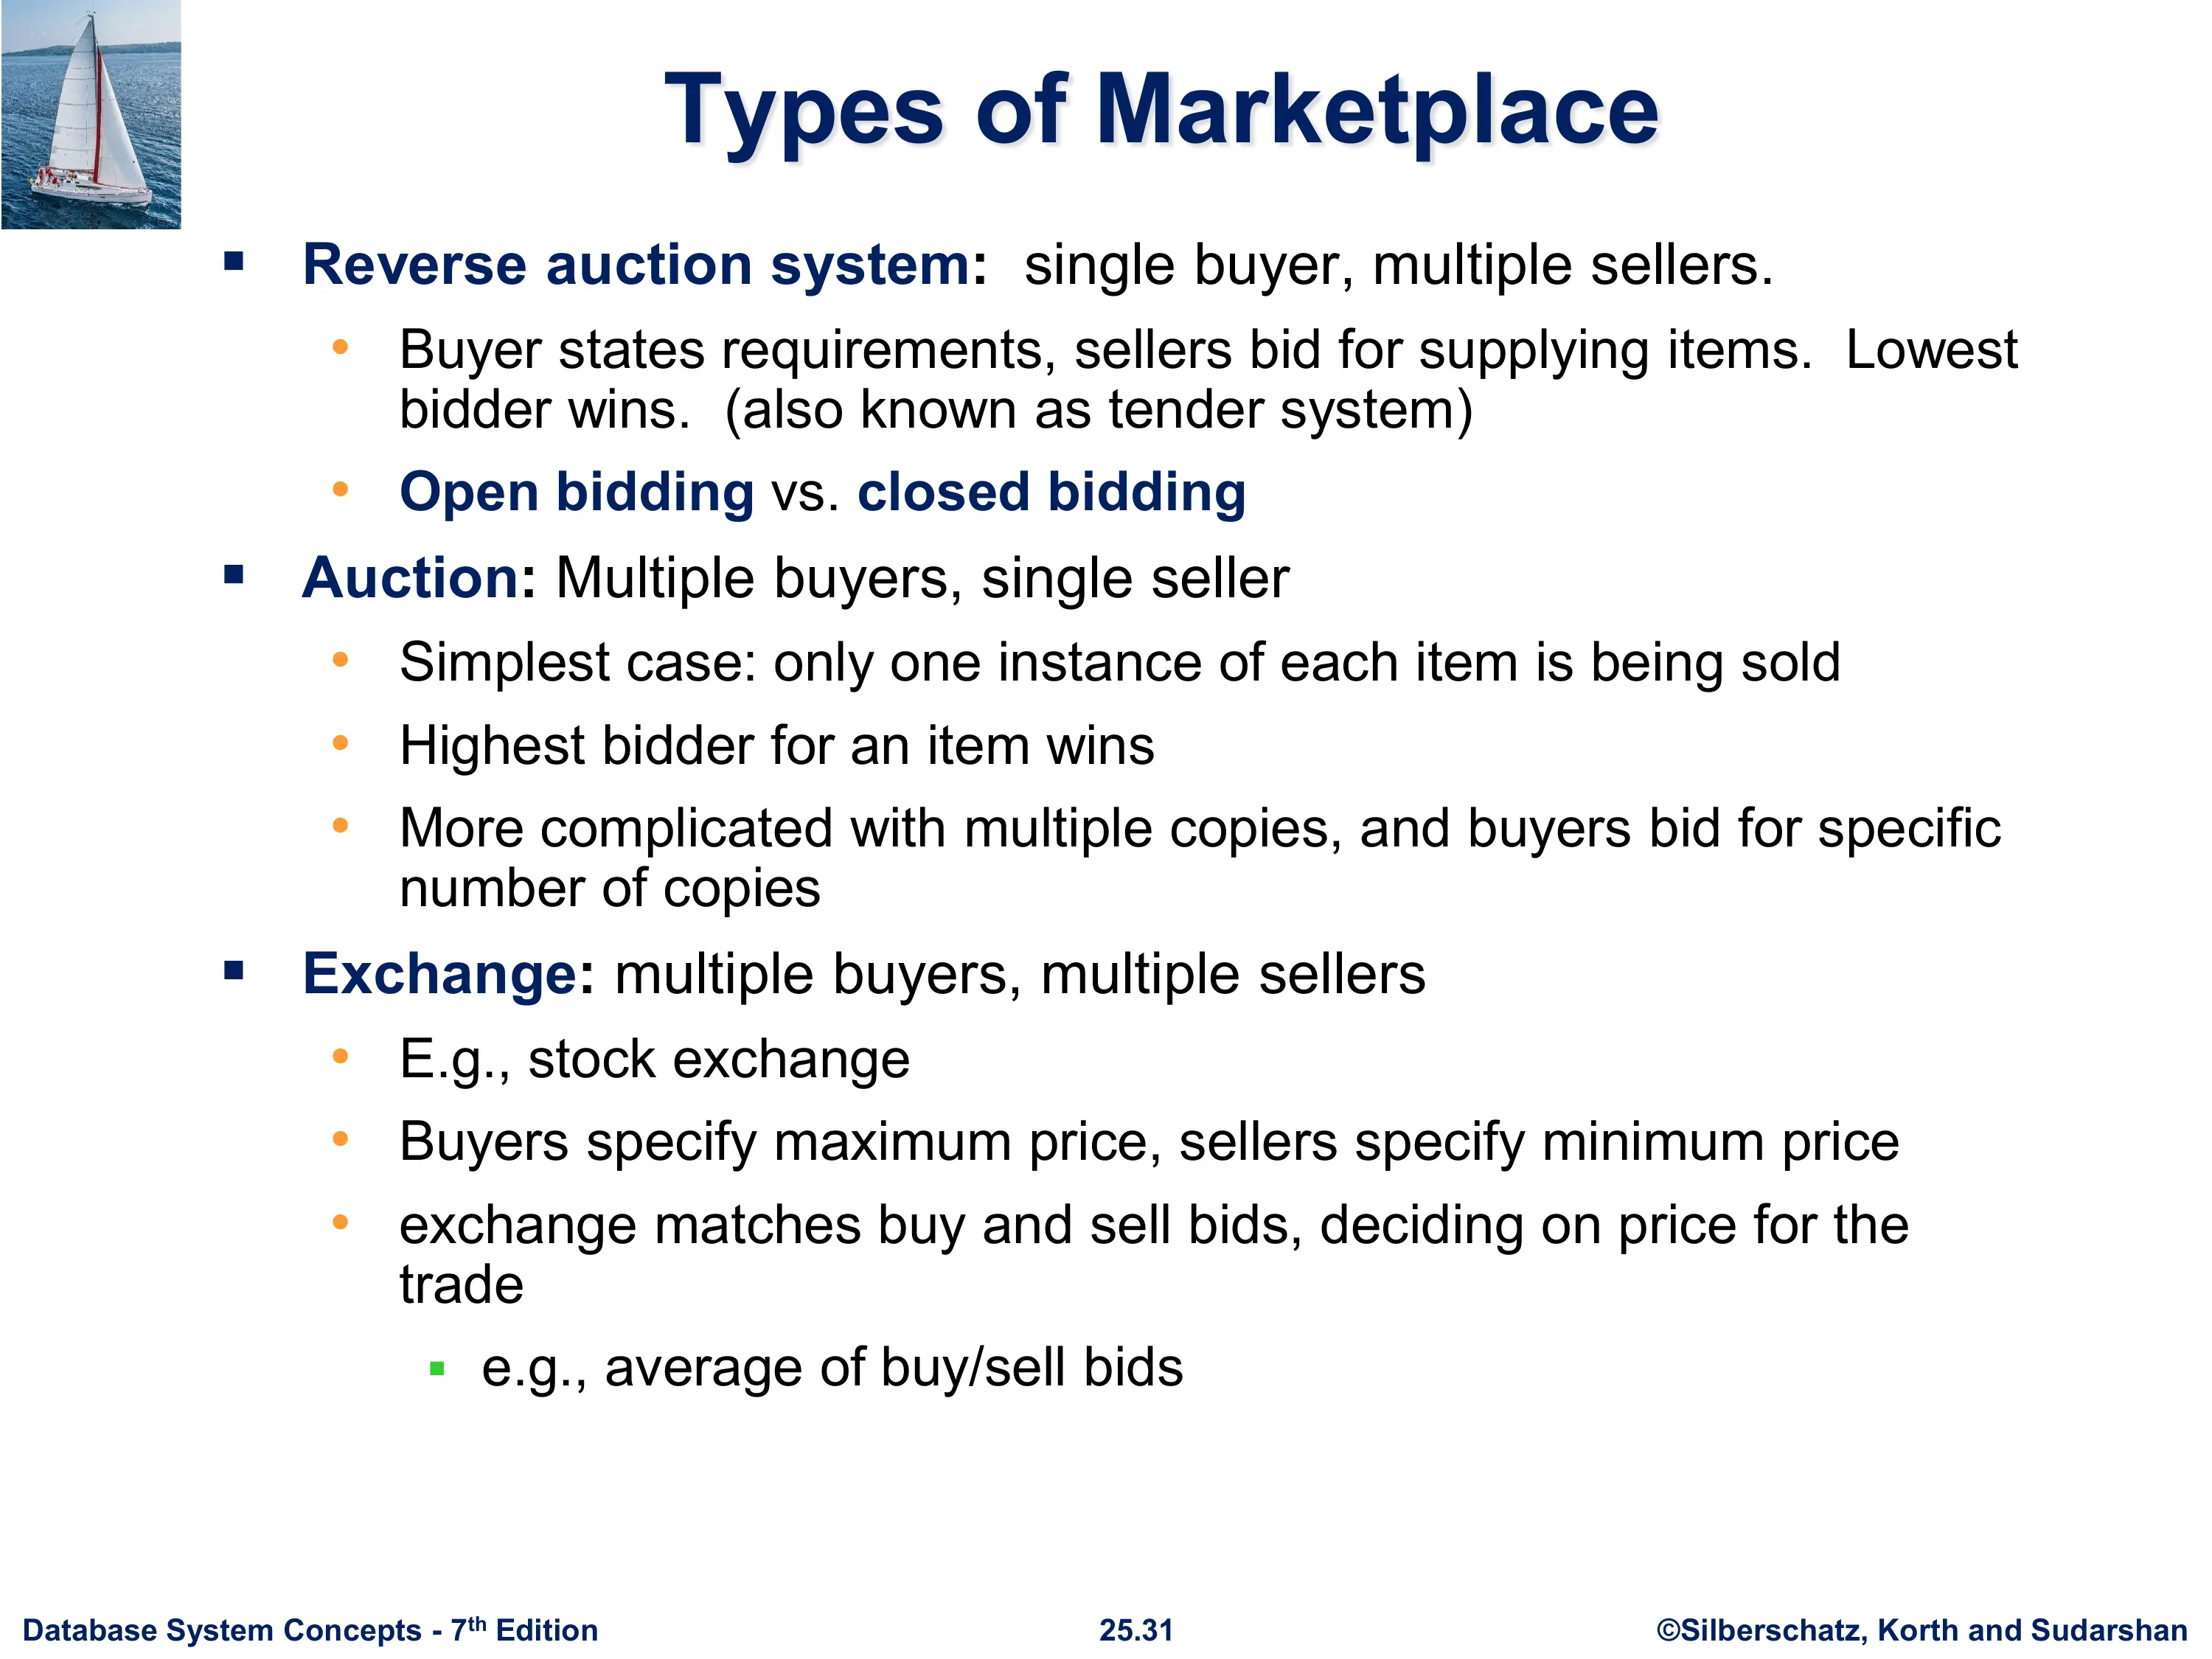 Types of Marketplace
Reverse auction system: single buyer, multiple sellers.
Buyer states requirements, sellers bid for supplying items. Lowest
bidder wins. (also known as tender system)
Open bidding vs. closed bidding
Auction: Multiple buyers, single seller
Simplest case: only one instance of each item is being sold
Highest bidder for an item wins
More complicated with multiple copies, and buyers bid for specific
number of copies
Exchange: multiple buyers, multiple sellers
E.g., stock exchange
Buyers specify maximum price, sellers specify minimum price
exchange matches buy and sell bids, deciding on price for the
trade
e.g., average of buy/sell bids
Database System Concepts - 7th Edition
25.31
©Silberschatz, Korth and Sudarshan